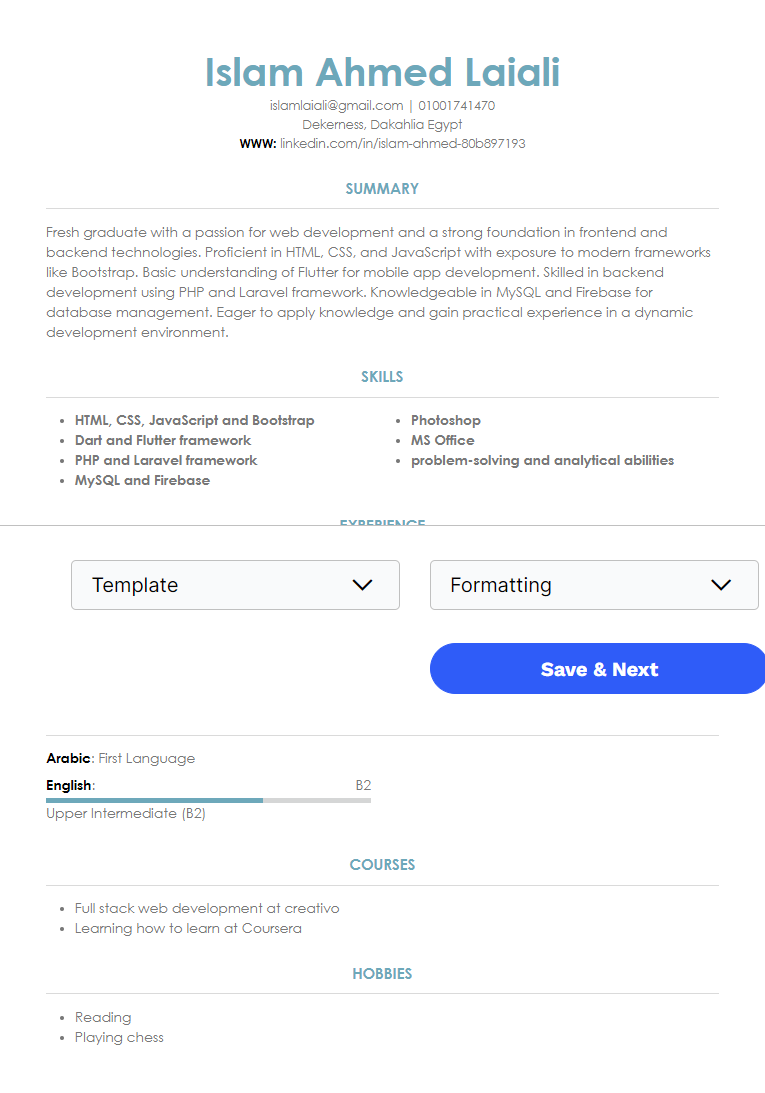 Islam Ahmed Laiali
islamlaiali@gmail.com | 01001741470
Dekerness, Dakahlia Egypt
WWW: linkedin.com/in/islam-ahmed-80b897193
SUMMARY
Fresh graduate with a passion for web development and a strong foundation in frontend and
backend technologies. Proficient in HTML, CSS, and JavaScript with exposure to modern frameworks
like Bootstrap. Basic understanding of Flutter for mobile app development. Skilled in backend
development using PHP and Laravel framework. Knowledgeable in MySQL and Firebase for
database management. Eager to apply knowledge and gain practical experience in a dynamic
development environment.
SKILLS
• HTML, CSS, JavaScript and Bootstrap
• Dart and Flutter framework
• PHP and Laravel framework
• MySQL and Firebase
• Photoshop
• MS Office
• problem-solving and analytical abilities
EXPERIENCE
Template
Formatting
Save & Next
Arabic: First Language
English: B2
Upper Intermediate (B2)
COURSES
• Full stack web development at creativo
• Learning how to learn at Coursera
HOBBIES
• Reading
• Playing chess